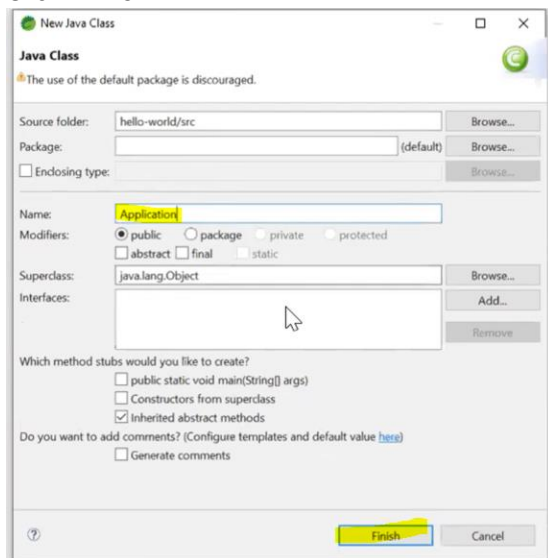 New Java Class
Java Class
The use of the default package is discouraged.
Source folder: hello-world/src Browse...
Package: (default) Browse...
Enclosing type: Browse...
Name: Application
Modifiers: public package private protected
abstract final static
Superclass: java.lang.Object Browse...
Interfaces: Add...
Remove
Which method stubs would you like to create?
public static void main(String[] args)
Constructors from superclass
Inherited abstract methods
Do you want to add comments? (Configure templates and default value here)
Generate comments
? Finish Cancel